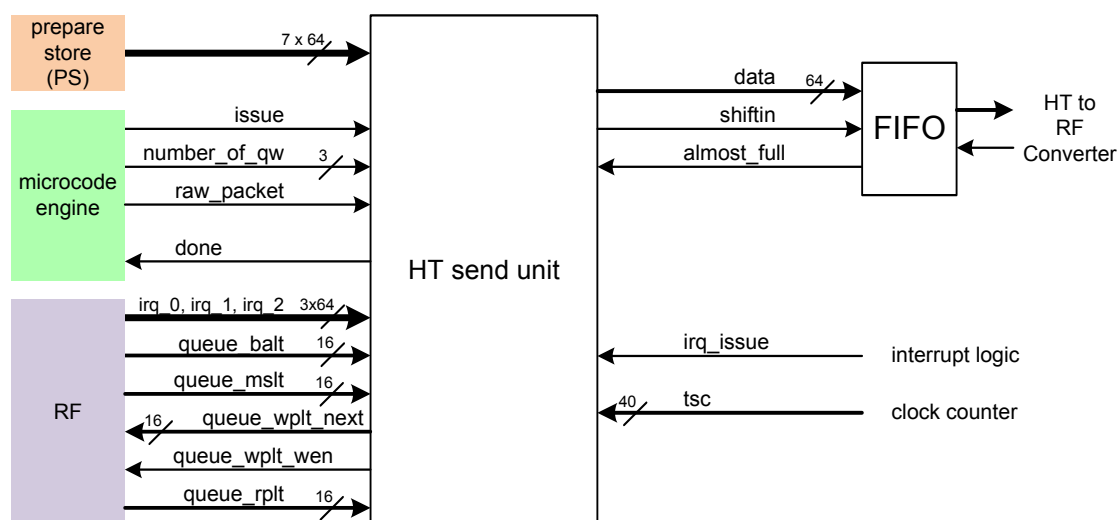 prepare
store
(PS)
7 x 64
microcode
engine
issue
number_of_qw
3
raw_packet
done
RF
irq_0, irq_1, irq_2
3x64
queue_balt
16
queue_mslt
16
16
queue_wplt_next
queue_wplt_wen
queue_rplt
16
HT send unit
data
64
shiftin
almost_full
FIFO
HT to
RF
Converter
irq_issue
interrupt logic
40
tsc
clock counter